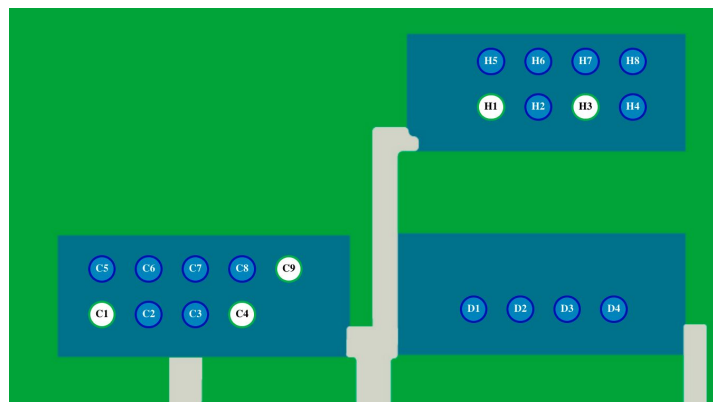 H5 H6 H7 H8
H1 H2 H3 H4
C5 C6 C7 C8 C9
C1 C2 C3 C4
D1 D2 D3 D4